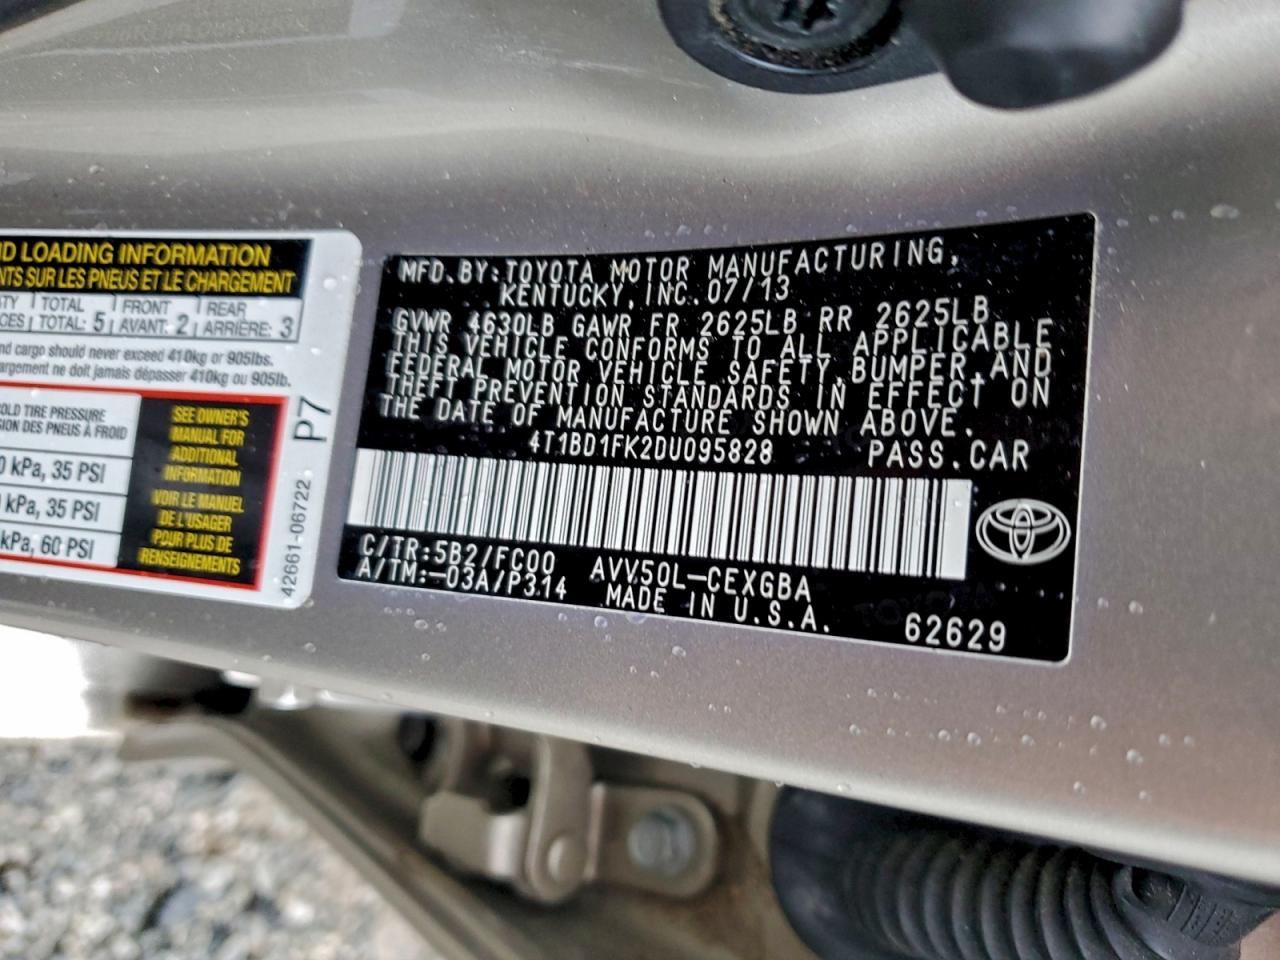 ND LOADING INFORMATION
NTS SUR LES PNEUS ET LE CHARGEMENT
TOTAL FRONT REAR
TOTAL: 5 AVANT: 2 ARRIÈRE: 3
nd cargo should never exceed 410kg or 905lbs.
argement ne doit jamais dépasser 410kg ou 905lb.
OLD TIRE PRESSURE
SION DES PNEUS À FROID
0 kPa, 35 PSI
kPa, 35 PSI
kPa, 60 PSI
SEE OWNER'S
MANUAL FOR
ADDITIONAL
INFORMATION
VOIR LE MANUEL
DE L'USAGER
POUR PLUS DE
RENSEIGNEMENTS
P7
42661-06722
MFD. BY: TOYOTA MOTOR MANUFACTURING,
KENTUCKY, INC. 07/13
GVWR 4630LB GAWR FR 2625LB RR 2625LB
THIS VEHICLE CONFORMS TO ALL APPLICABLE
FEDERAL MOTOR VEHICLE SAFETY, BUMPER, AND
THEFT PREVENTION STANDARDS IN EFFECT ON
THE DATE OF MANUFACTURE SHOWN ABOVE.
4T1BD1FK2DU095828 PASS. CAR
C/TR: 5B2/FC00 AVV50L-CEXGBA
A/TM: -03A/P314 MADE IN U.S.A.
62629